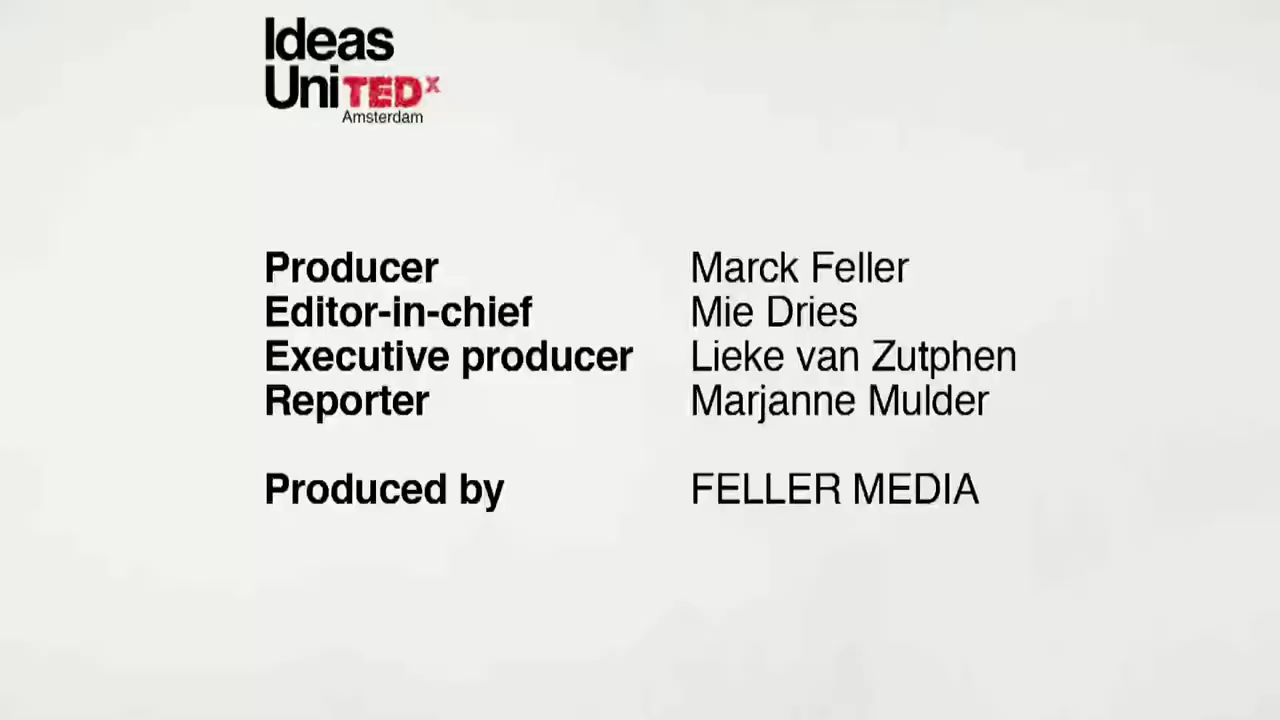 Ideas
UniTEDx
Amsterdam
Producer Marck Feller
Editor-in-chief Mie Dries
Executive producer Lieke van Zutphen
Reporter Marjanne Mulder
Produced by FELLER MEDIA